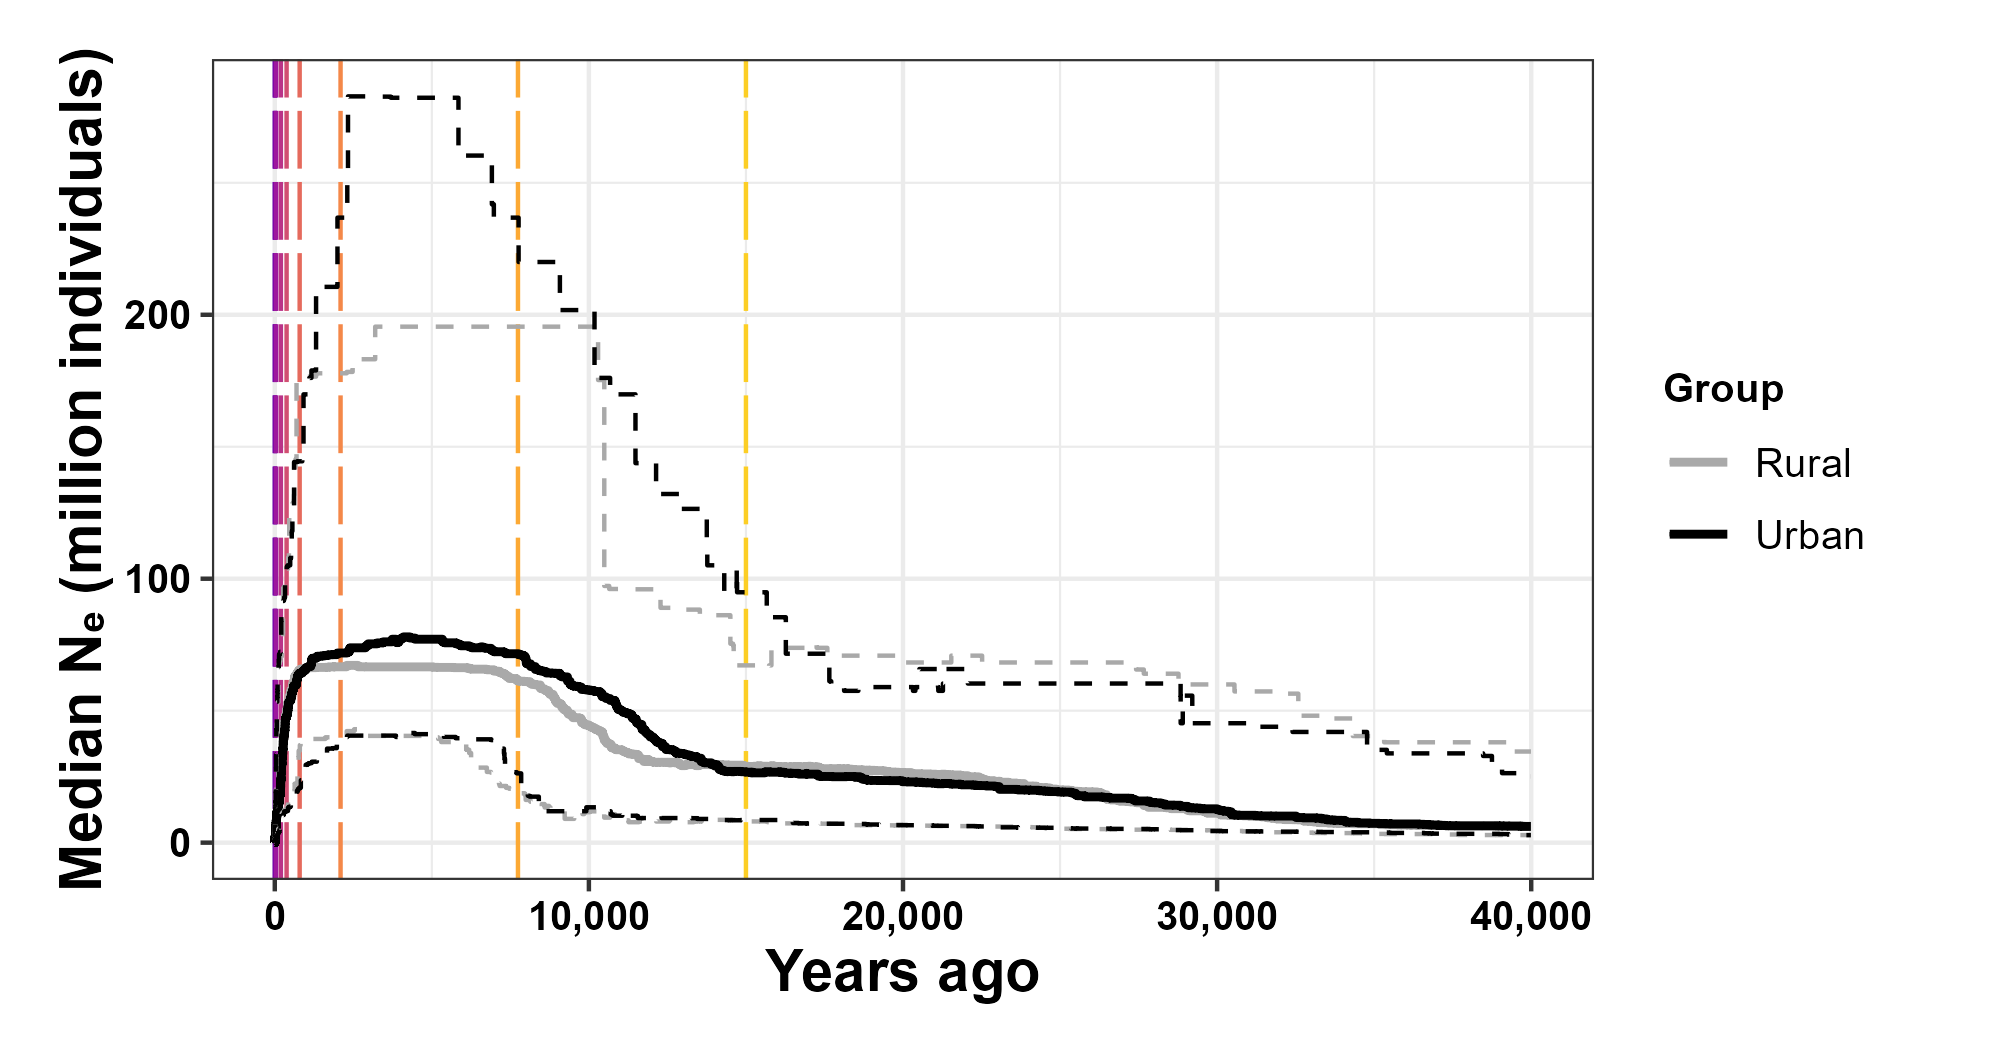 Median Ne (million individuals)
200
100
0
0
10,000
20,000
30,000
40,000
Years ago
Group
Rural
Urban